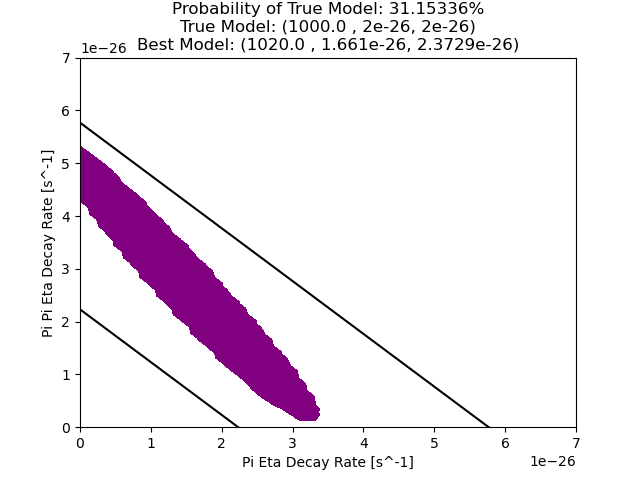 Probability of True Model: 31.15336%
True Model: (1000.0 , 2e-26, 2e-26)
Best Model: (1020.0 , 1.661e-26, 2.3729e-26)
1e−26
7
6
5
4
3
2
1
0
Pi Pi Eta Decay Rate [s^-1]
0 1 2 3 4 5 6 7
Pi Eta Decay Rate [s^-1]
1e−26